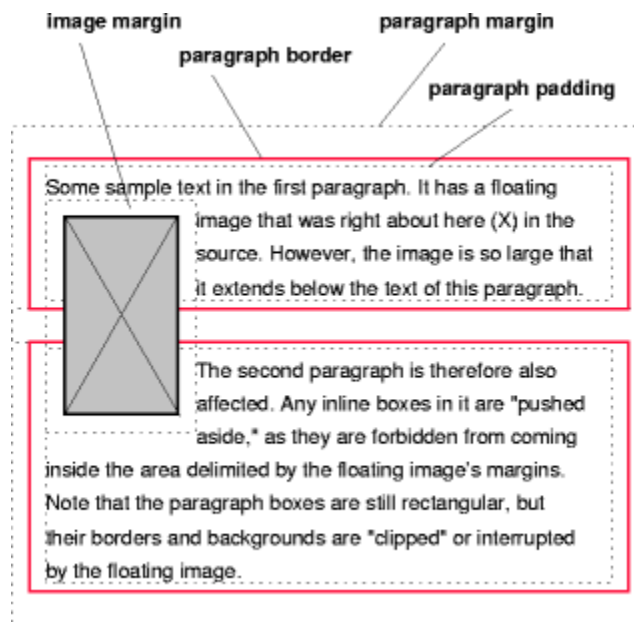 image margin
paragraph margin
paragraph border
paragraph padding
Some sample text in the first paragraph. It has a floating
image that was right about here (X) in the
source. However, the image is so large that
it extends below the text of this paragraph.
The second paragraph is therefore also
affected. Any inline boxes in it are "pushed
aside," as they are forbidden from coming
inside the area delimited by the floating image's margins.
Note that the paragraph boxes are still rectangular, but
their borders and backgrounds are "clipped" or interrupted
by the floating image.